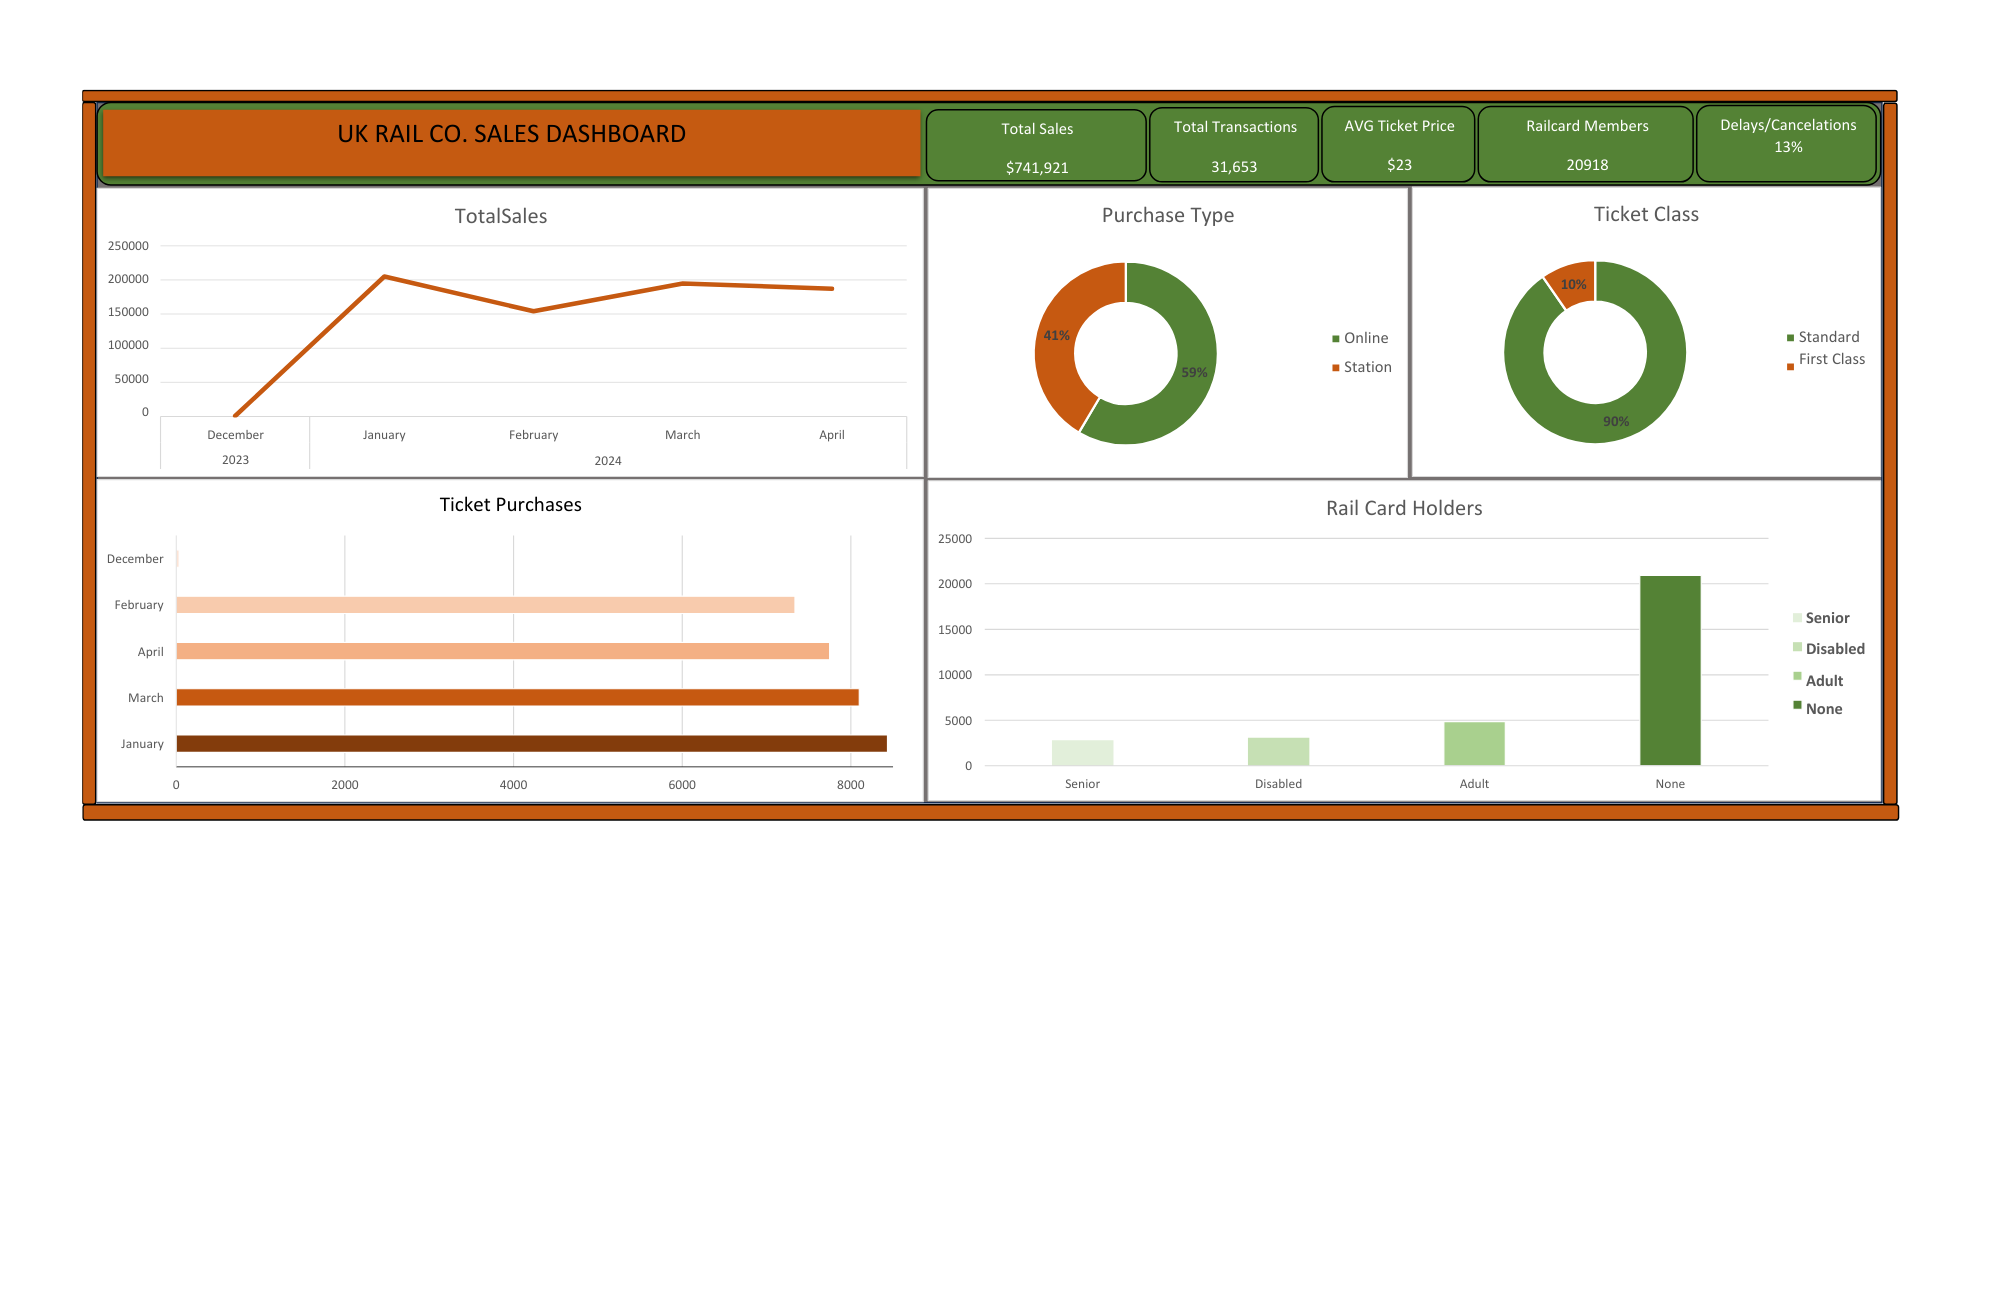 UK RAIL CO. SALES DASHBOARD
Total Sales
$741,921
Total Transactions
31,653
AVG Ticket Price
$23
Railcard Members
20918
Delays/Cancelations
13%
TotalSales
250000
200000
150000
100000
50000
0
December January February March April
2023 2024
Purchase Type
41%
59%
Online
Station
Ticket Class
10%
90%
Standard
First Class
Ticket Purchases
December
February
April
March
January
0 2000 4000 6000 8000
Rail Card Holders
25000
20000
15000
10000
5000
0
Senior Disabled Adult None
Senior
Disabled
Adult
None